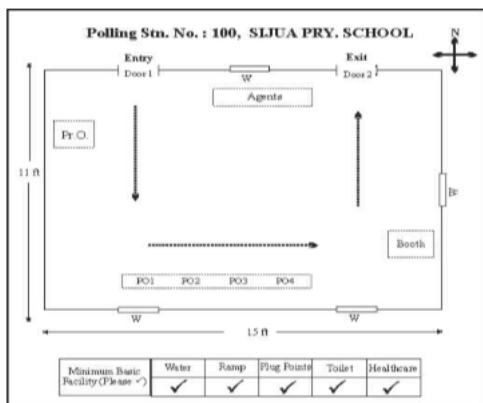 Polling Stn. No. : 100, SIJUA PRY. SCHOOL
N
Entry
Exit
Door 1
W
Door 2
Agents
Pr.O.
11 ft
W
Booth
PO1 PO2 PO3 PO4
W
W
15 ft
Minimum Basic Facility (Please ✓)
Water Ramp Plug Points Toilet Healthcare
✓ ✓ ✓ ✓ ✓